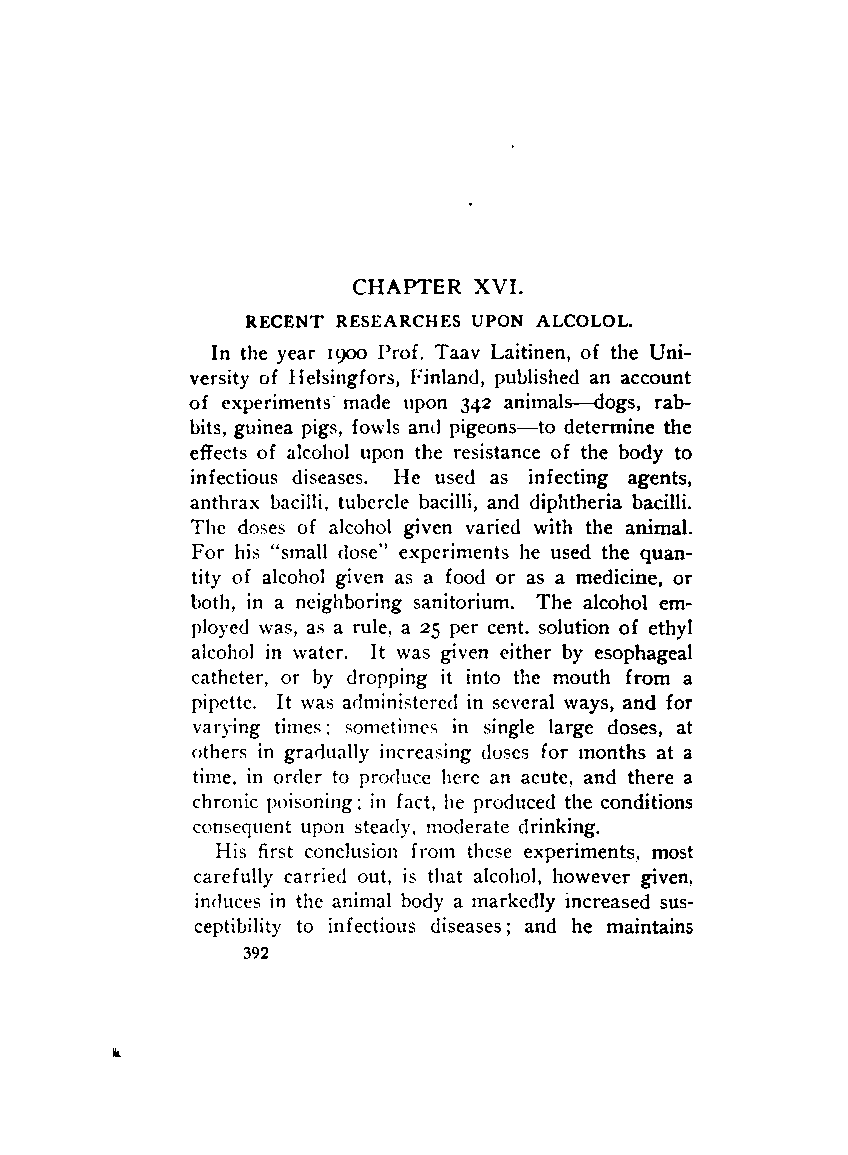 CHAPTER XVI.
RECENT RESEARCHES UPON ALCOLOL.
In the year 1900 Prof. Taav Laitinen, of the Uni-
versity of Helsingfors, Finland, published an account
of experiments made upon 342 animals—dogs, rab-
bits, guinea pigs, fowls and pigeons—to determine the
effects of alcohol upon the resistance of the body to
infectious diseases. He used as infecting agents,
anthrax bacilli, tubercle bacilli, and diphtheria bacilli.
The doses of alcohol given varied with the animal.
For his "small dose" experiments he used the quan-
tity of alcohol given as a food or as a medicine, or
both, in a neighboring sanitorium. The alcohol em-
ployed was, as a rule, a 25 per cent. solution of ethyl
alcohol in water. It was given either by esophageal
catheter, or by dropping it into the mouth from a
pipette. It was administered in several ways, and for
varying times; sometimes in single large doses, at
others in gradually increasing doses for months at a
time, in order to produce here an acute, and there a
chronic poisoning; in fact, he produced the conditions
consequent upon steady, moderate drinking.
His first conclusion from these experiments, most
carefully carried out, is that alcohol, however given,
induces in the animal body a markedly increased sus-
ceptibility to infectious diseases; and he maintains
392